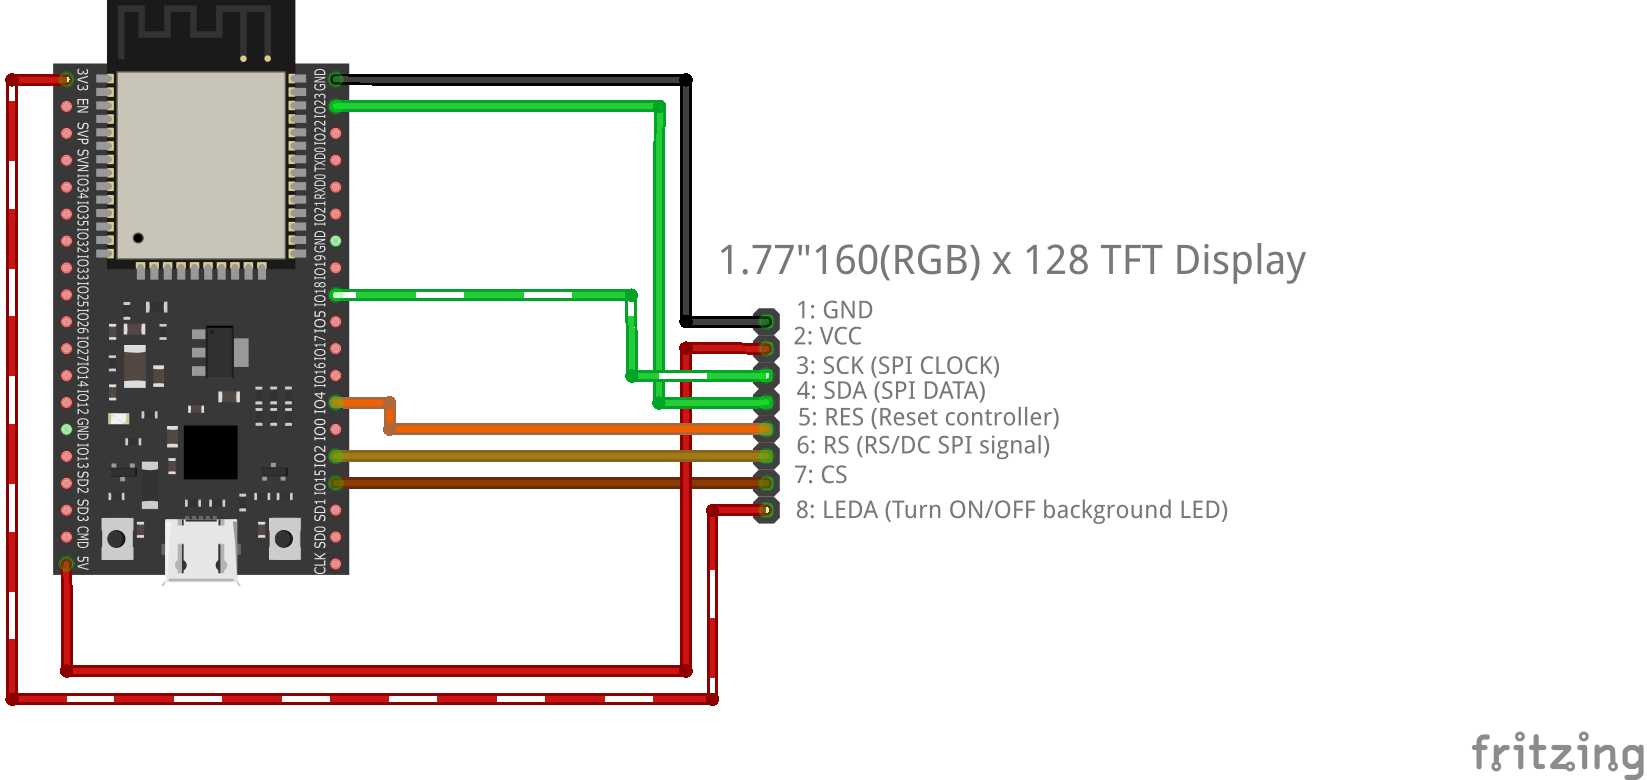 3V3
EN
SVP
SVN
IO34
IO35
IO32
IO33
IO25
IO26
IO27
IO14
IO12
GND
IO13
SD2
SD3
CMD
5V
GND
IO23
IO22
TXD0
RXD0
IO21
GND
IO19
IO18
IO5
IO17
IO16
IO4
IO0
IO2
IO15
SD1
SD0
CLK
1.77"160(RGB) x 128 TFT Display
1: GND
2: VCC
3: SCK (SPI CLOCK)
4: SDA (SPI DATA)
5: RES (Reset controller)
6: RS (RS/DC SPI signal)
7: CS
8: LEDA (Turn ON/OFF background LED)
fritzing